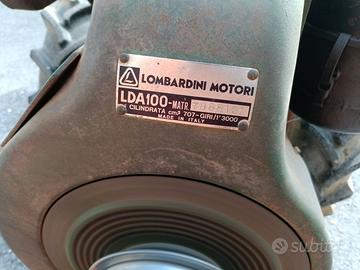 LOMBARDINI MOTORI
LDA100-MATR.
CILINDRATA cm³ 707-GIRI/1' 3000
MADE IN ITALY
subito